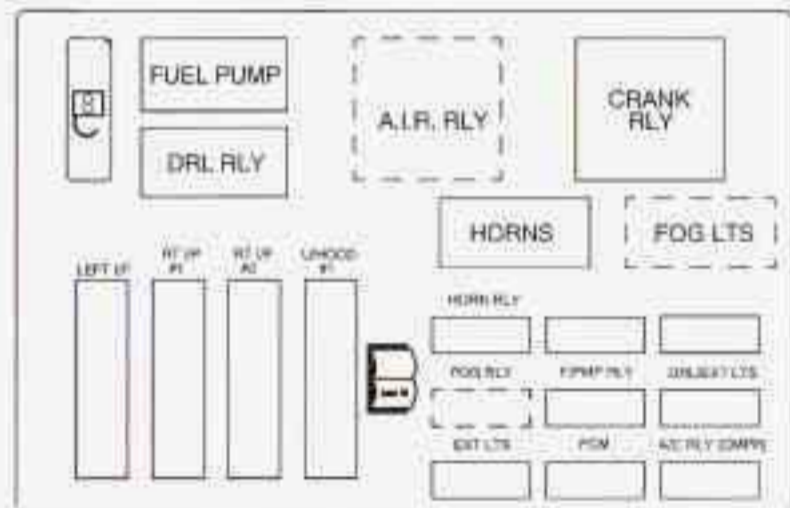 FUEL PUMP
DRL RLY
A.I.R. RLY
CRANK
RLY
HORNS
FOG LTS
LEFT I/P
RT I/P
#1
RT I/P
#2
U/HOOD
#1
HORN RLY
FOG RLY
F/PMP RLY
DRL/EXT LTS
EXT LTS
PCM
A/C RLY (CMPR)